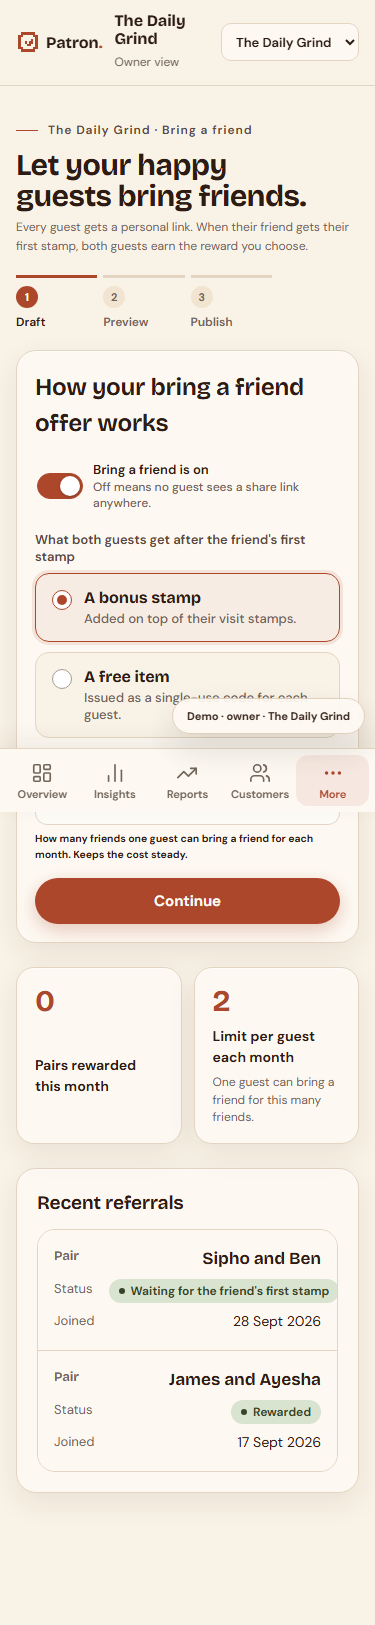 Patron.
The Daily
Grind
Owner view
The Daily Grind
The Daily Grind · Bring a friend
Let your happy
guests bring friends.
Every guest gets a personal link. When their friend gets their
first stamp, both guests earn the reward you choose.
1
2
3
Draft
Preview
Publish
How your bring a friend
offer works
Bring a friend is on
Off means no guest sees a share link
anywhere.
What both guests get after the friend's first
stamp
A bonus stamp
Added on top of their visit stamps.
A free item
Issued as a single-use code for each
guest.
Demo · owner · The Daily Grind
Overview
Insights
Reports
Customers
More
How many friends one guest can bring a friend for each
month. Keeps the cost steady.
Continue
0
Pairs rewarded
this month
2
Limit per guest
each month
One guest can bring a
friend for this many
friends.
Recent referrals
Pair
Sipho and Ben
Status
Waiting for the friend's first stamp
Joined
28 Sept 2026
Pair
James and Ayesha
Status
Rewarded
Joined
17 Sept 2026